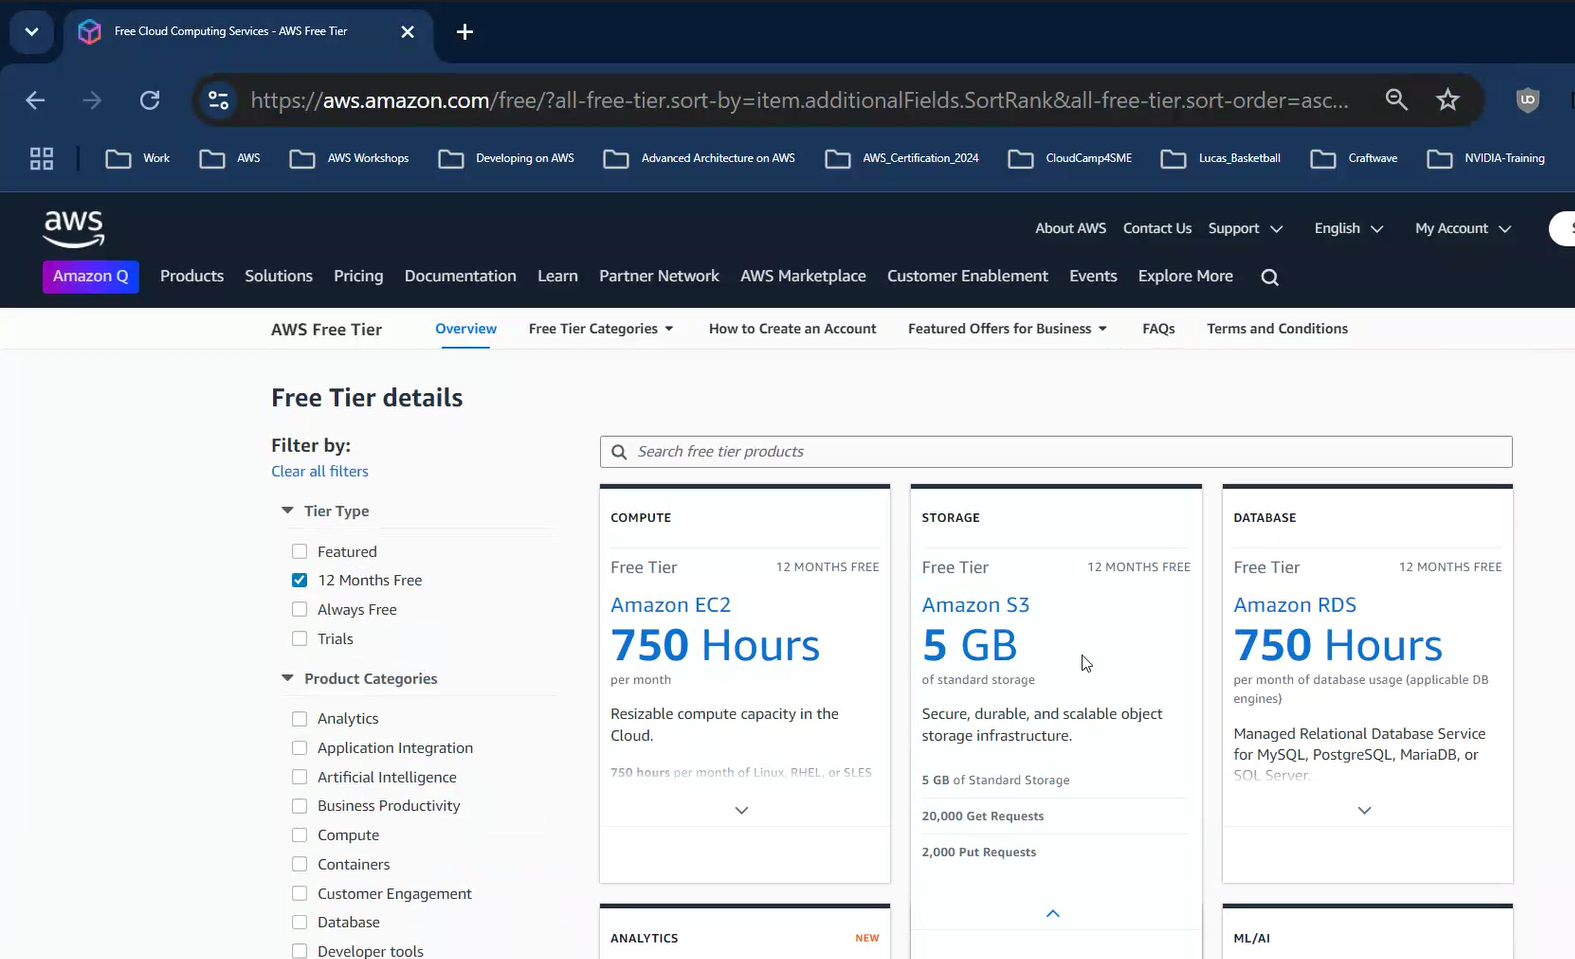 Free Cloud Computing Services - AWS Free Tier
https://aws.amazon.com/free/?all-free-tier.sort-by=item.additionalFields.SortRank&all-free-tier.sort-order=asc...
Work AWS AWS Workshops Developing on AWS Advanced Architecture on AWS AWS_Certification_2024 CloudCamp4SME Lucas_Basketball Craftwave NVIDIA-Training
aws
About AWS Contact Us Support English My Account
Amazon Q Products Solutions Pricing Documentation Learn Partner Network AWS Marketplace Customer Enablement Events Explore More
AWS Free Tier Overview Free Tier Categories How to Create an Account Featured Offers for Business FAQs Terms and Conditions
Free Tier details
Filter by:
Clear all filters
Tier Type
Featured
12 Months Free
Always Free
Trials
Product Categories
Analytics
Application Integration
Artificial Intelligence
Business Productivity
Compute
Containers
Customer Engagement
Database
Developer tools
Search free tier products
COMPUTE
Free Tier 12 MONTHS FREE
Amazon EC2
750 Hours
per month
Resizable compute capacity in the
Cloud.
750 hours per month of Linux, RHEL, or SLES
STORAGE
Free Tier 12 MONTHS FREE
Amazon S3
5 GB
of standard storage
Secure, durable, and scalable object
storage infrastructure.
5 GB of Standard Storage
20,000 Get Requests
2,000 Put Requests
DATABASE
Free Tier 12 MONTHS FREE
Amazon RDS
750 Hours
per month of database usage (applicable DB
engines)
Managed Relational Database Service
for MySQL, PostgreSQL, MariaDB, or
SQL Server.
ANALYTICS NEW
ML/AI